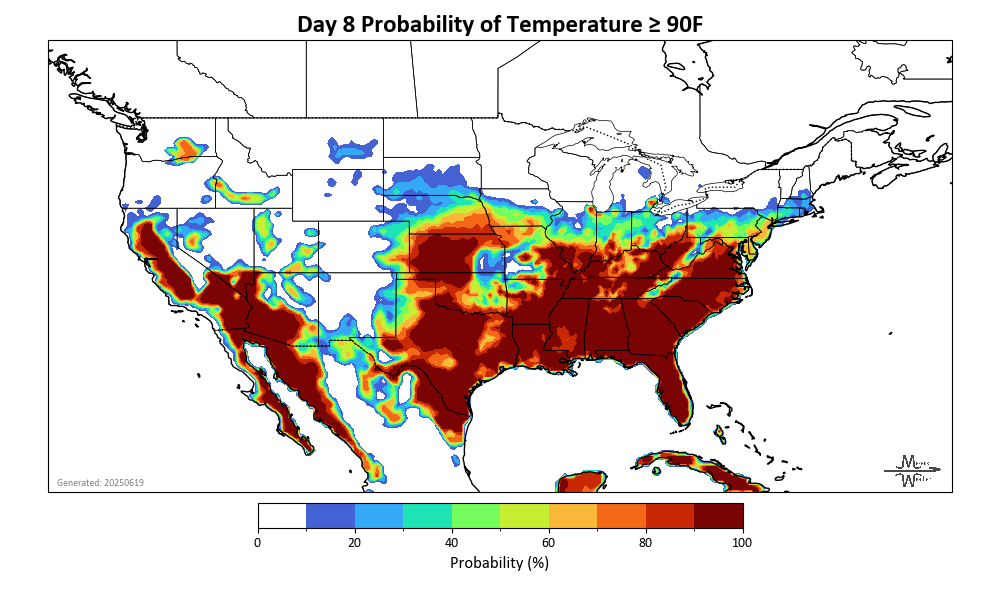 Day 8 Probability of Temperature ≥ 90F
Generated: 20250619
0 20 40 60 80 100
Probability (%)